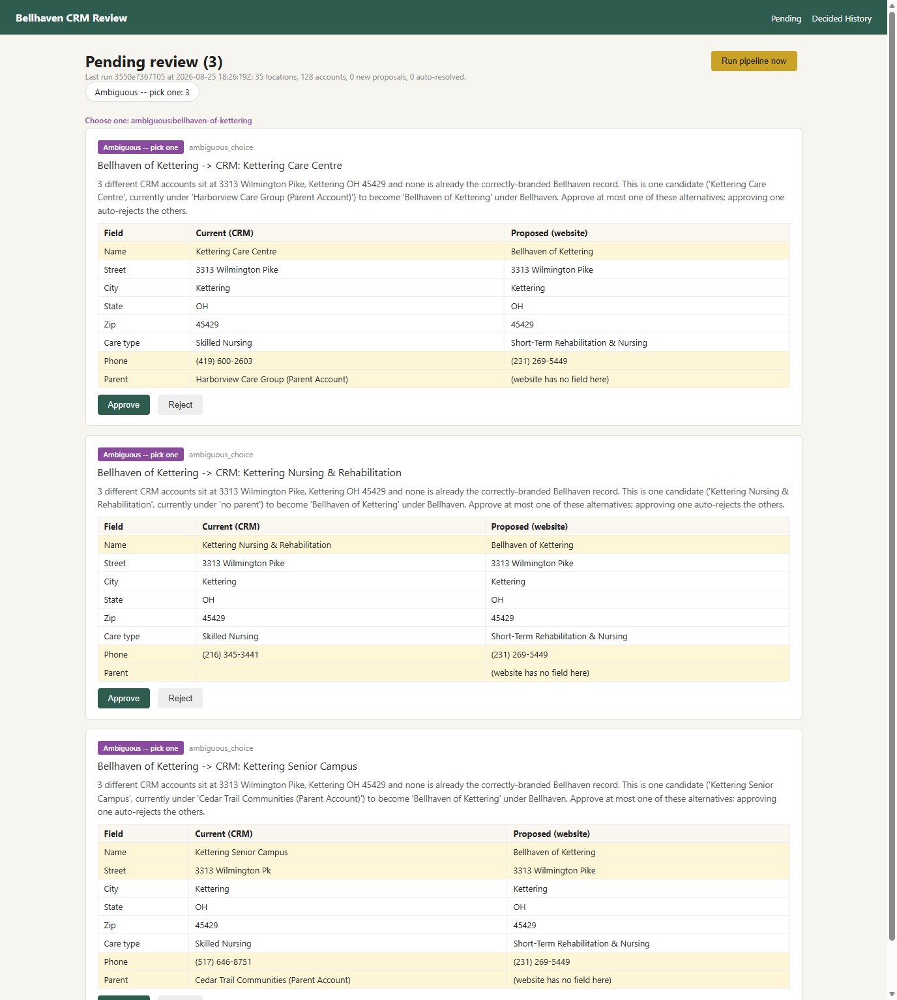 Bellhaven CRM Review
Pending Decided History
Pending review (3)
Run pipeline now
Last run 3550e7367105 at 2026-08-25 18:26:19Z: 35 locations, 128 accounts, 0 new proposals, 0 auto-resolved.
Ambiguous -- pick one: 3
Choose one: ambiguous:bellhaven-of-kettering
Ambiguous -- pick one ambiguous_choice
Bellhaven of Kettering -> CRM: Kettering Care Centre
3 different CRM accounts sit at 3313 Wilmington Pike, Kettering OH 45429 and none is already the correctly-branded Bellhaven record. This is one candidate ('Kettering Care
Centre', currently under 'Harborview Care Group (Parent Account)') to become 'Bellhaven of Kettering' under Bellhaven. Approve at most one of these alternatives; approving one
auto-rejects the others.
Field Current (CRM) Proposed (website)
Name Kettering Care Centre Bellhaven of Kettering
Street 3313 Wilmington Pike 3313 Wilmington Pike
City Kettering Kettering
State OH OH
Zip 45429 45429
Care type Skilled Nursing Short-Term Rehabilitation & Nursing
Phone (419) 600-2603 (231) 269-5449
Parent Harborview Care Group (Parent Account) (website has no field here)
Approve Reject
Ambiguous -- pick one ambiguous_choice
Bellhaven of Kettering -> CRM: Kettering Nursing & Rehabilitation
3 different CRM accounts sit at 3313 Wilmington Pike, Kettering OH 45429 and none is already the correctly-branded Bellhaven record. This is one candidate ('Kettering Nursing &
Rehabilitation', currently under 'no parent') to become 'Bellhaven of Kettering' under Bellhaven. Approve at most one of these alternatives; approving one auto-rejects the others.
Field Current (CRM) Proposed (website)
Name Kettering Nursing & Rehabilitation Bellhaven of Kettering
Street 3313 Wilmington Pike 3313 Wilmington Pike
City Kettering Kettering
State OH OH
Zip 45429 45429
Care type Skilled Nursing Short-Term Rehabilitation & Nursing
Phone (216) 345-3441 (231) 269-5449
Parent (website has no field here)
Approve Reject
Ambiguous -- pick one ambiguous_choice
Bellhaven of Kettering -> CRM: Kettering Senior Campus
3 different CRM accounts sit at 3313 Wilmington Pike, Kettering OH 45429 and none is already the correctly-branded Bellhaven record. This is one candidate ('Kettering Senior
Campus', currently under 'Cedar Trail Communities (Parent Account)') to become 'Bellhaven of Kettering' under Bellhaven. Approve at most one of these alternatives; approving
one auto-rejects the others.
Field Current (CRM) Proposed (website)
Name Kettering Senior Campus Bellhaven of Kettering
Street 3313 Wilmington Pk 3313 Wilmington Pike
City Kettering Kettering
State OH OH
Zip 45429 45429
Care type Skilled Nursing Short-Term Rehabilitation & Nursing
Phone (517) 646-8751 (231) 269-5449
Parent Cedar Trail Communities (Parent Account) (website has no field here)